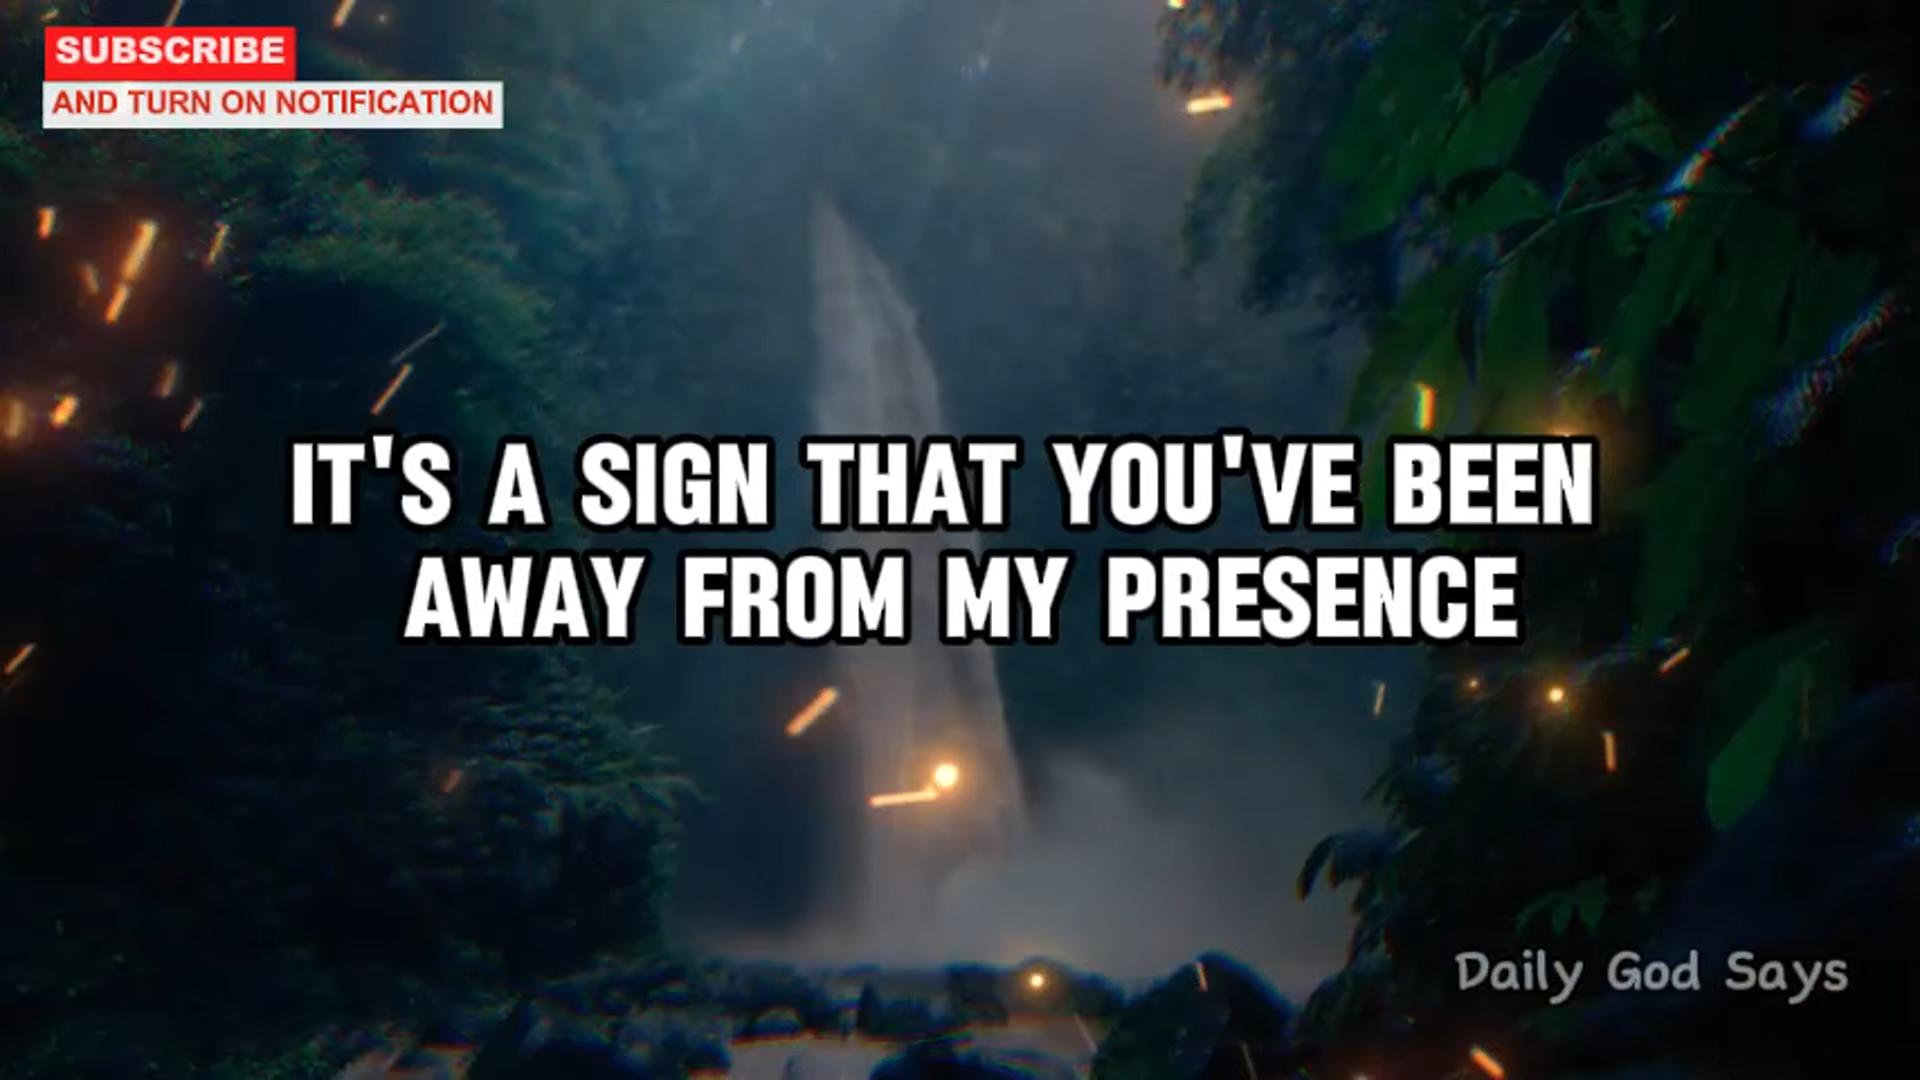 SUBSCRIBE
AND TURN ON NOTIFICATION
IT'S A SIGN THAT YOU'VE BEEN
AWAY FROM MY PRESENCE
Daily God Says